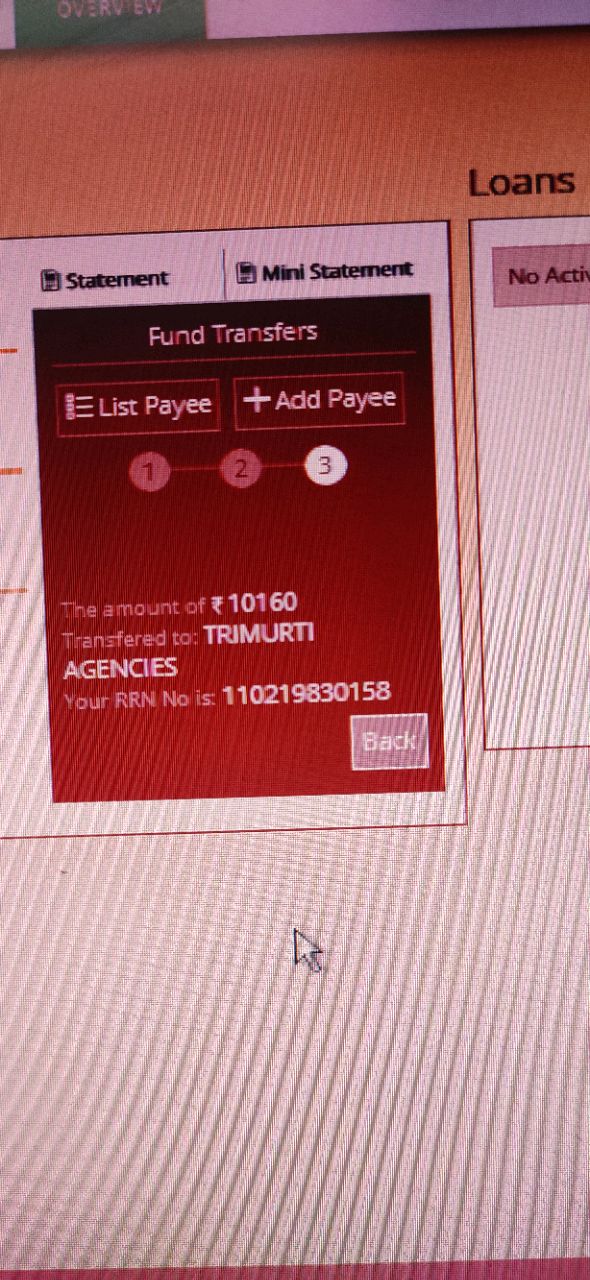 OVERVIEW
Loans
Statement
Mini Statement
No Activ
Fund Transfers
List Payee
+ Add Payee
1 2 3
The amount of ₹ 10160
Transfered to: TRIMURTI
AGENCIES
Your RRN No is: 110219830158
Back